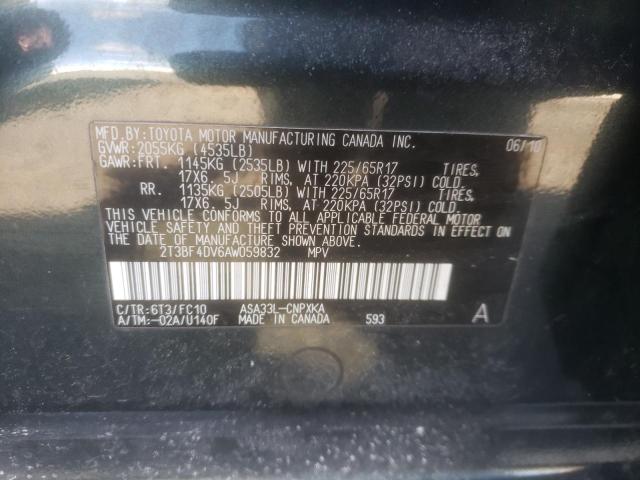 MFD.BY:TOYOTA MOTOR MANUFACTURING CANADA INC.
GVWR:2055KG (4535LB) 06/10
GAWR:FRT. 1145KG (2535LB) WITH 225/65R17 TIRES,
17X6.5J RIMS, AT 220KPA (32PSI) COLD.
RR. 1135KG (2505LB) WITH 225/65R17 TIRES,
17X6.5J RIMS, AT 220KPA (32PSI) COLD.
THIS VEHICLE CONFORMS TO ALL APPLICABLE FEDERAL MOTOR
VEHICLE SAFETY AND THEFT PREVENTION STANDARDS IN EFFECT ON
THE DATE OF MANUFACTURE SHOWN ABOVE.
2T3BF4DV6AW059832 MPV
C/TR:6T3/FC10 ASA33L-CNPXKA
A/TM:-02A/U140F MADE IN CANADA 593 A